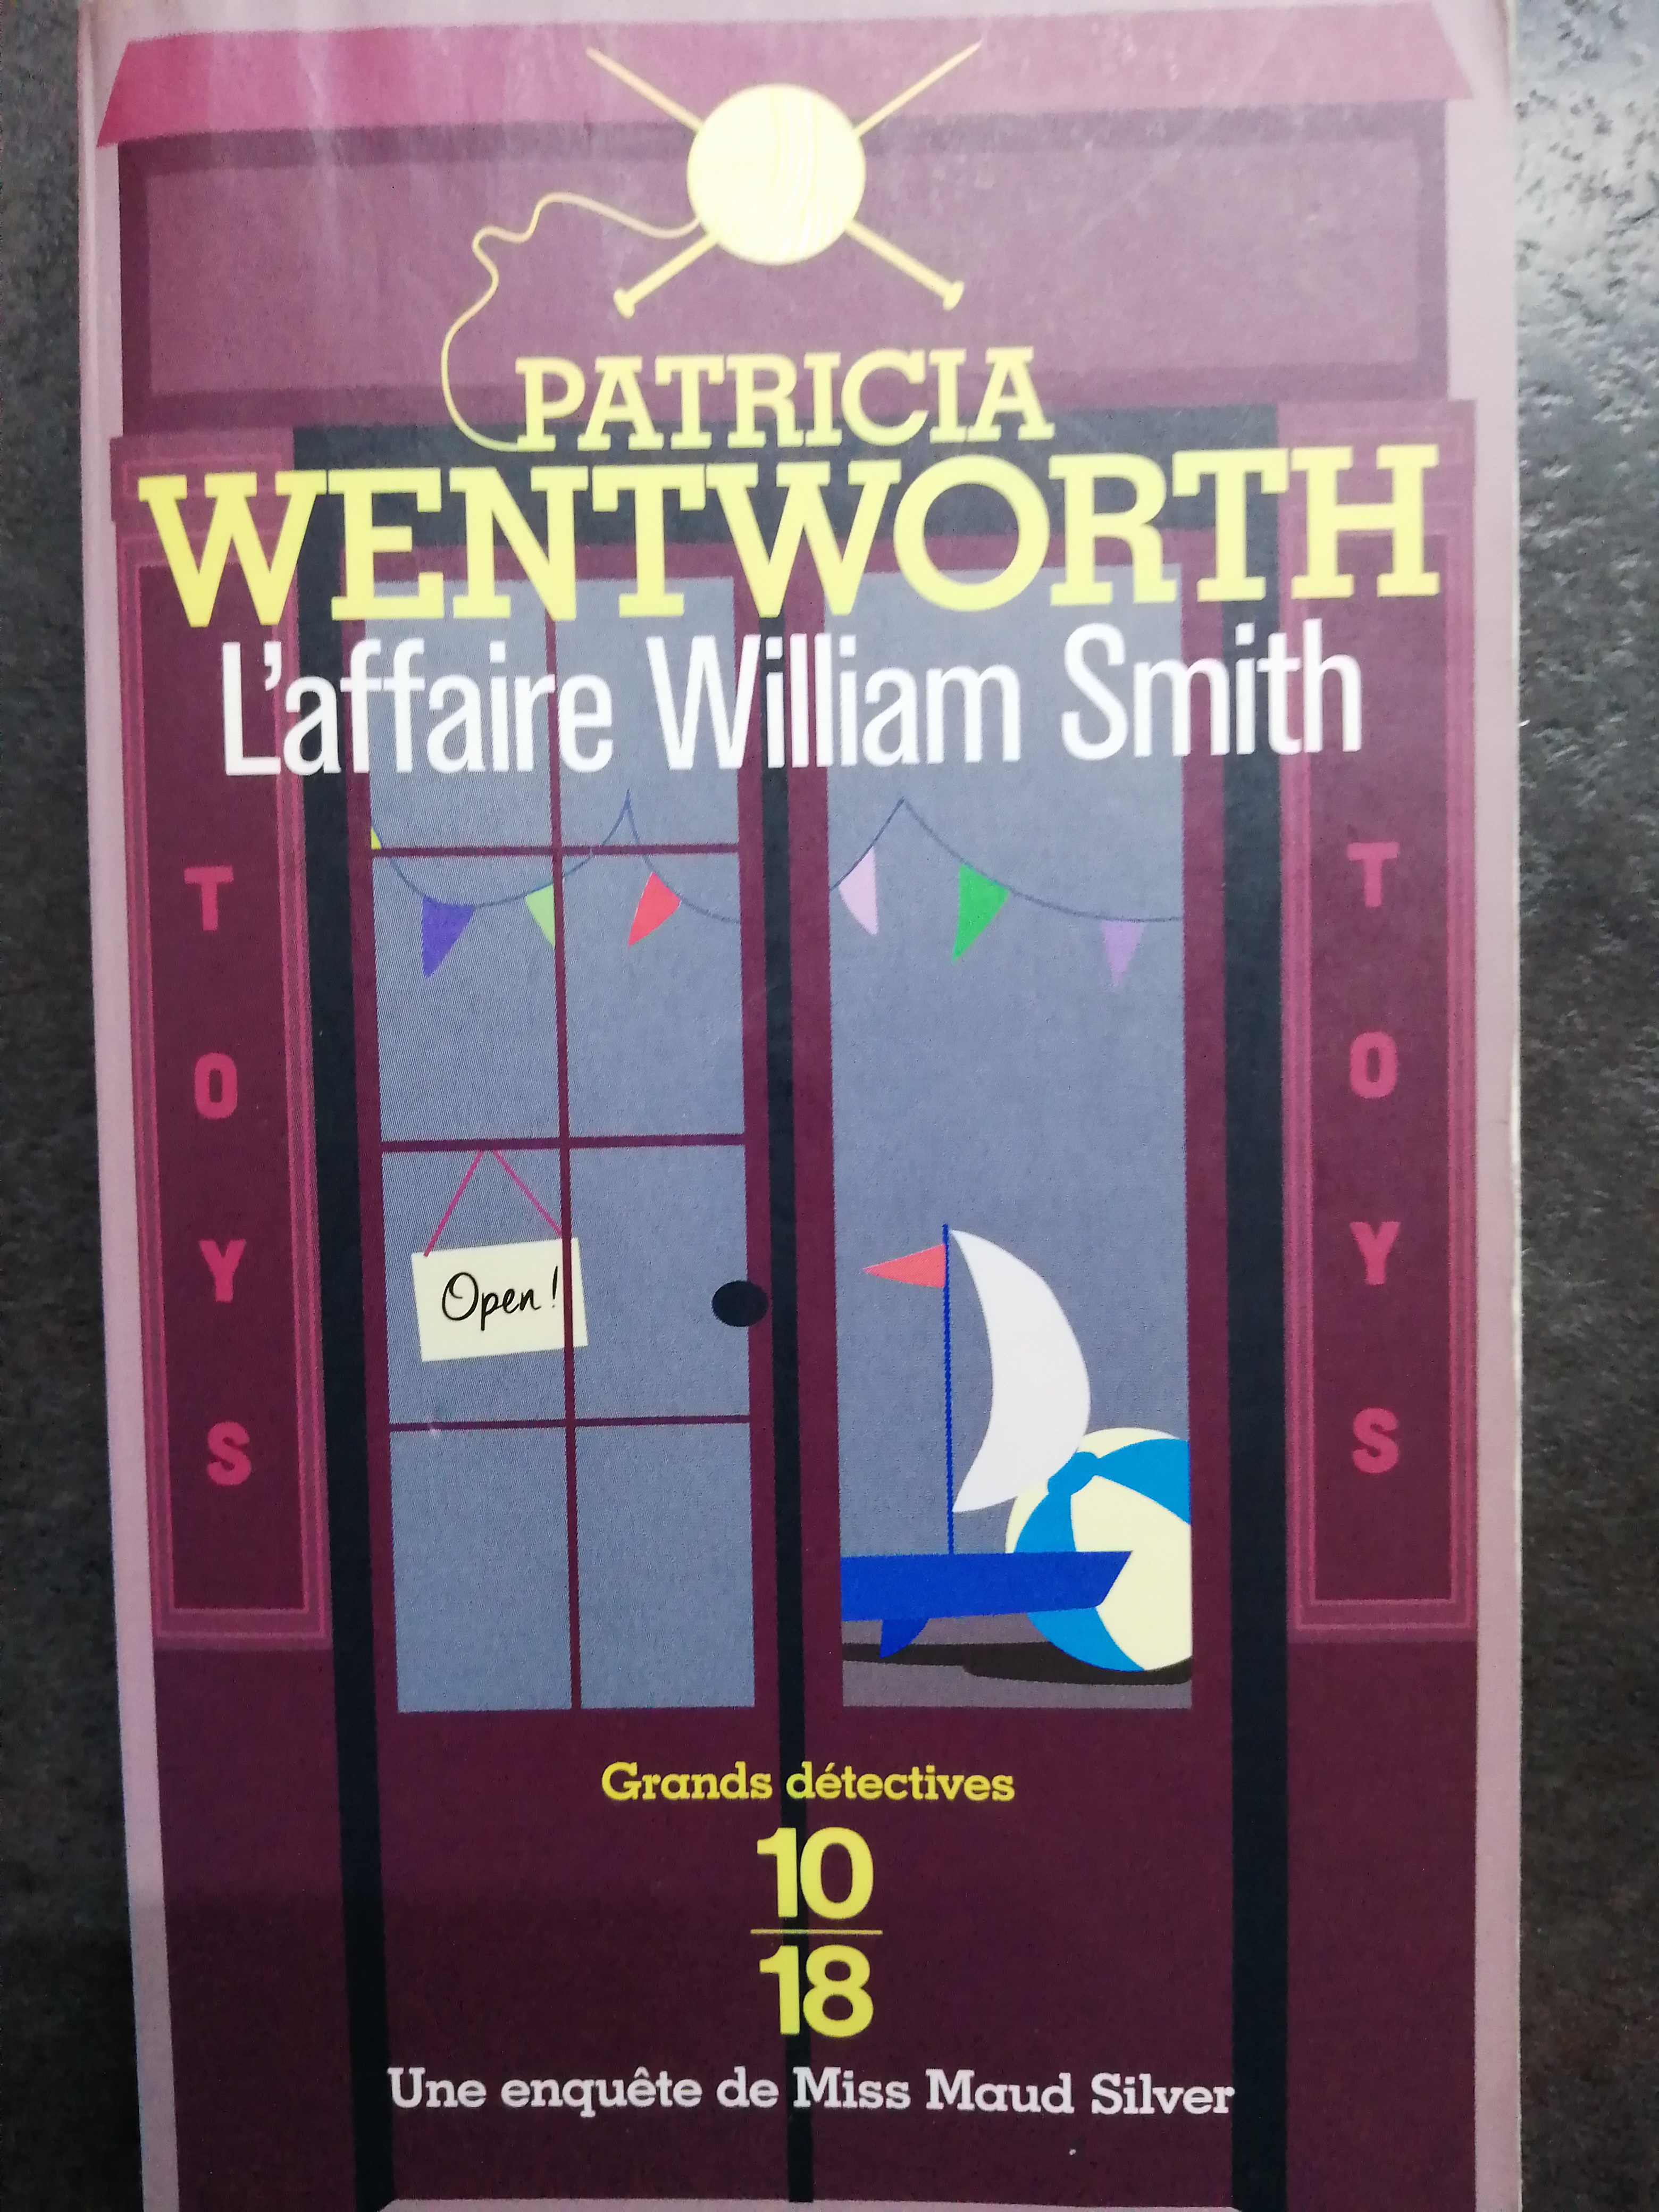 PATRICIA
WENTWORTH
L'affaire William Smith
TOYS
TOYS
Open!
Grands détectives
10
18
Une enquête de Miss Maud Silver